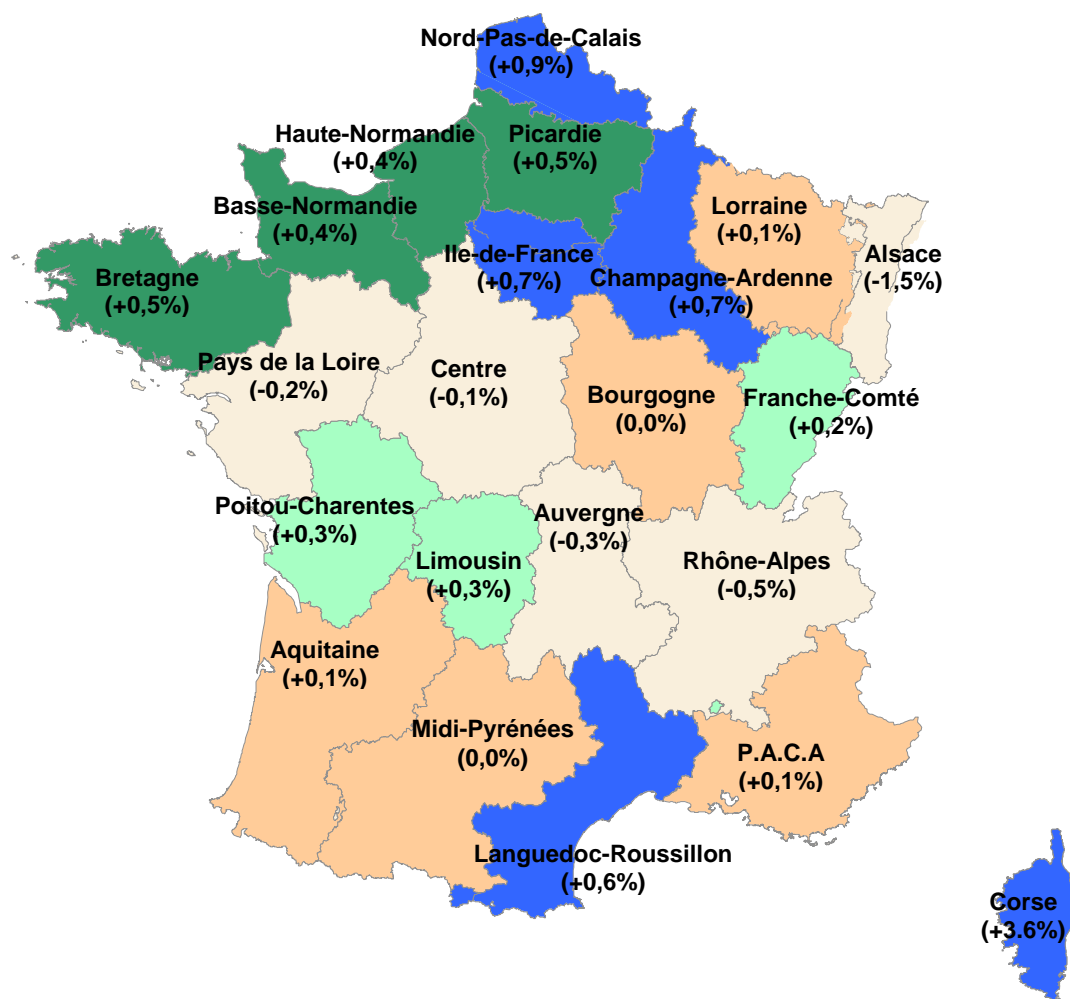 Nord-Pas-de-Calais
(+0,9%)
Haute-Normandie
(+0,4%)
Picardie
(+0,5%)
Basse-Normandie
(+0,4%)
Lorraine
(+0,1%)
Ile-de-France
(+0,7%)
Alsace
(-1,5%)
Bretagne
(+0,5%)
Champagne-Ardenne
(+0,7%)
Pays de la Loire
(-0,2%)
Centre
(-0,1%)
Bourgogne
(0,0%)
Franche-Comté
(+0,2%)
Poitou-Charentes
(+0,3%)
Auvergne
(-0,3%)
Limousin
(+0,3%)
Rhône-Alpes
(-0,5%)
Aquitaine
(+0,1%)
Midi-Pyrénées
(0,0%)
P.A.C.A
(+0,1%)
Languedoc-Roussillon
(+0,6%)
Corse
(+3.6%)